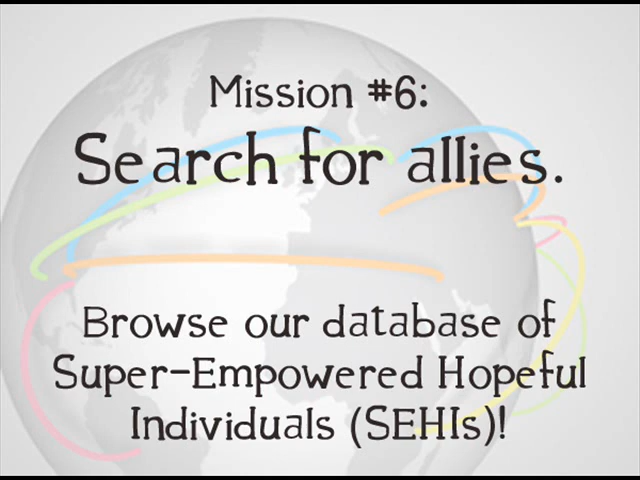 Mission #6:
Search for allies.
Browse our database of
Super-Empowered Hopeful
Individuals (SEHIs)!